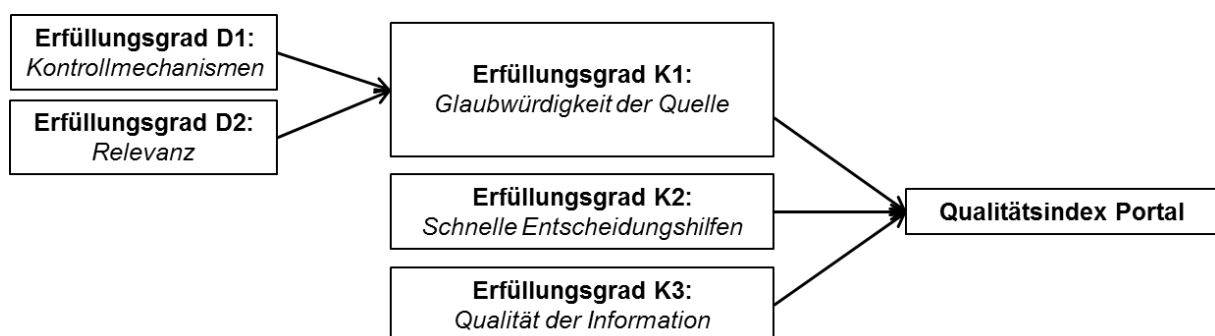 Erfüllungsgrad D1:
Kontrollmechanismen
Erfüllungsgrad D2:
Relevanz
Erfüllungsgrad K1:
Glaubwürdigkeit der Quelle
Erfüllungsgrad K2:
Schnelle Entscheidungshilfen
Erfüllungsgrad K3:
Qualität der Information
Qualitätsindex Portal